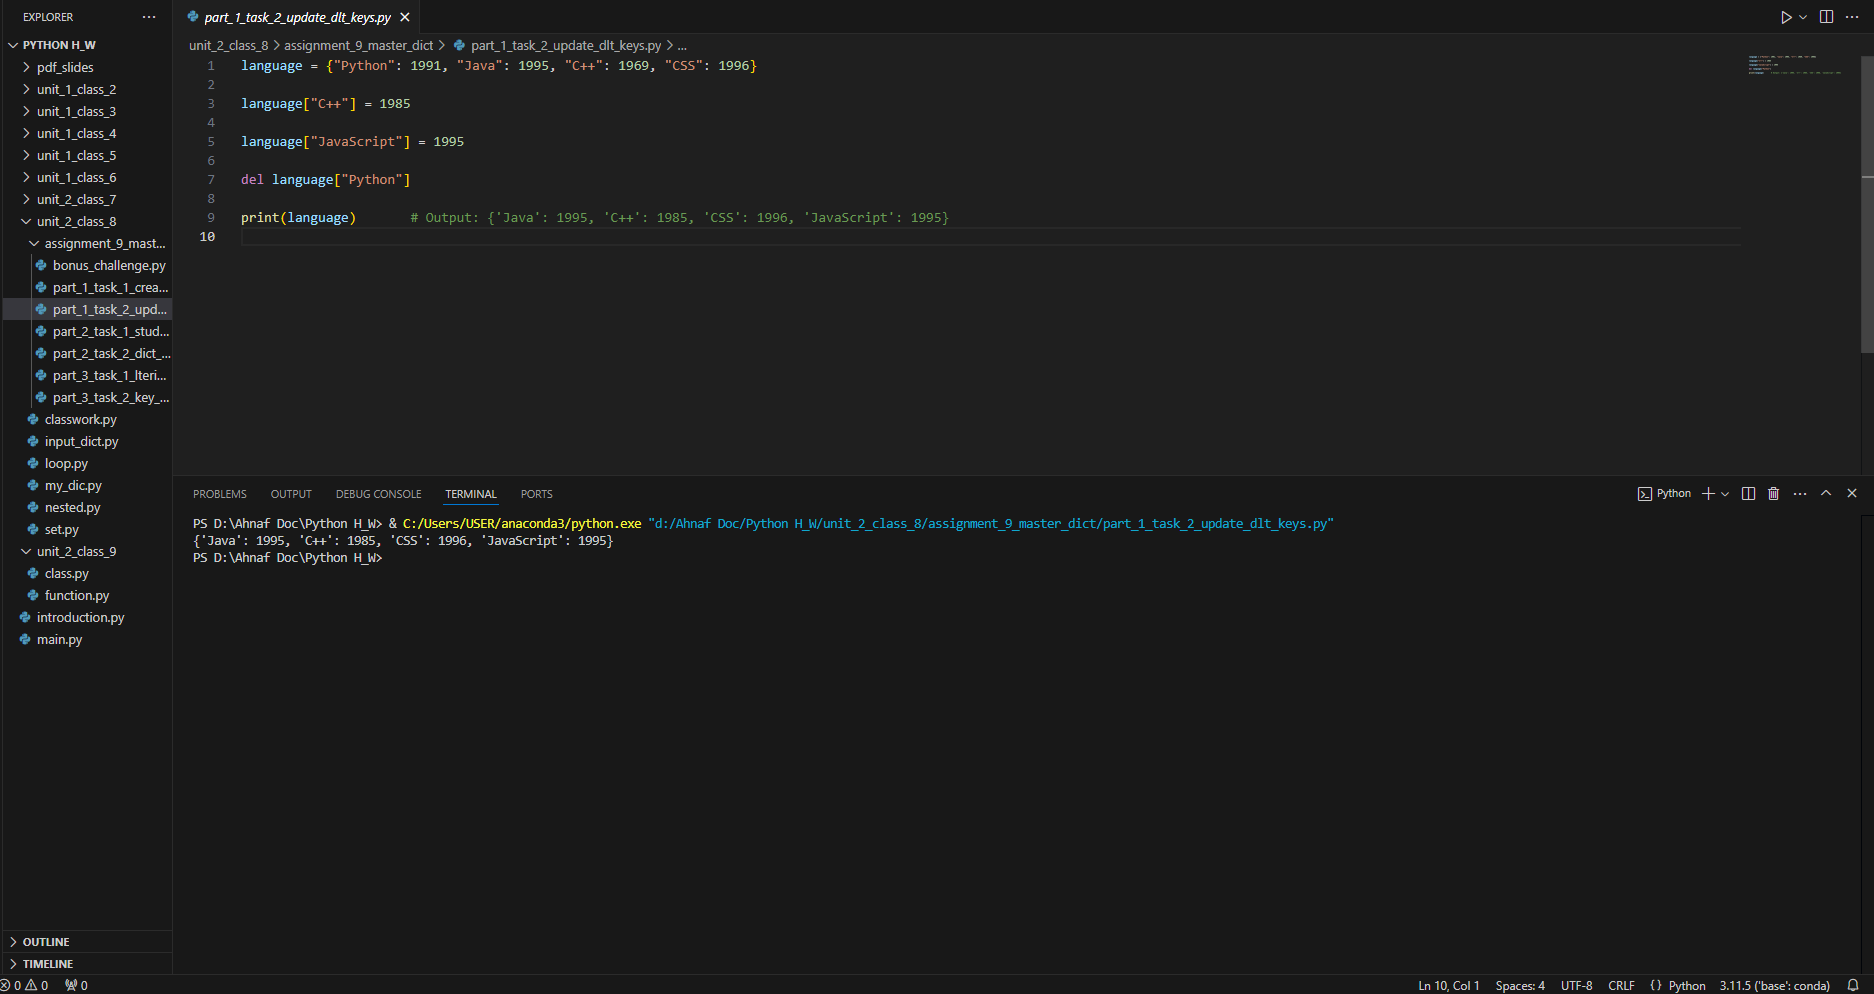 EXPLORER
PYTHON H_W
pdf_slides
unit_1_class_2
unit_1_class_3
unit_1_class_4
unit_1_class_5
unit_1_class_6
unit_2_class_7
unit_2_class_8
assignment_9_mast...
bonus_challenge.py
part_1_task_1_crea...
part_1_task_2_upd...
part_2_task_1_stud...
part_2_task_2_dict_...
part_3_task_1_lteri...
part_3_task_2_key_...
classwork.py
input_dict.py
loop.py
my_dic.py
nested.py
set.py
unit_2_class_9
class.py
function.py
introduction.py
main.py
OUTLINE
TIMELINE
part_1_task_2_update_dlt_keys.py
unit_2_class_8 > assignment_9_master_dict > part_1_task_2_update_dlt_keys.py > ...
1 language = {"Python": 1991, "Java": 1995, "C++": 1969, "CSS": 1996}
2
3 language["C++"] = 1985
4
5 language["JavaScript"] = 1995
6
7 del language["Python"]
8
9 print(language) # Output: {'Java': 1995, 'C++': 1985, 'CSS': 1996, 'JavaScript': 1995}
10
PROBLEMS OUTPUT DEBUG CONSOLE TERMINAL PORTS
Python
PS D:\Ahnaf Doc\Python H_W> & C:/Users/USER/anaconda3/python.exe "d:/Ahnaf Doc/Python H_W/unit_2_class_8/assignment_9_master_dict/part_1_task_2_update_dlt_keys.py"
{'Java': 1995, 'C++': 1985, 'CSS': 1996, 'JavaScript': 1995}
PS D:\Ahnaf Doc\Python H_W>
0 0 0 Ln 10, Col 1 Spaces: 4 UTF-8 CRLF {} Python 3.11.5 ('base': conda)